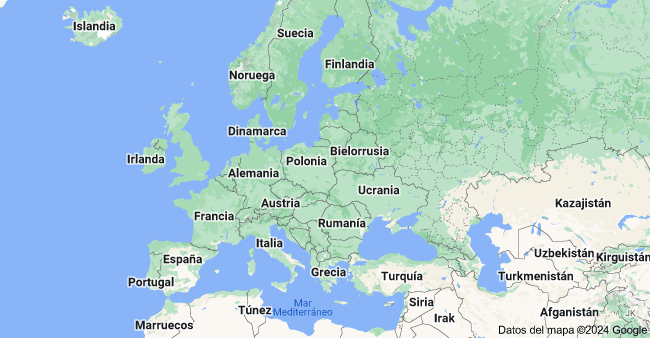 Islandia
Suecia
Finlandia
Noruega
Dinamarca
Irlanda
Bielorrusia
Polonia
Alemania
Ucrania
Austria
Kazajistán
Francia
Rumanía
Italia
España
Uzbekistán
Kirguistán
Grecia
Turquía
Turkmenistán
Portugal
Siria
Mar
Mediterráneo
Túnez
Irak
Afganistán
JK
Marruecos
Datos del mapa ©2024 Google